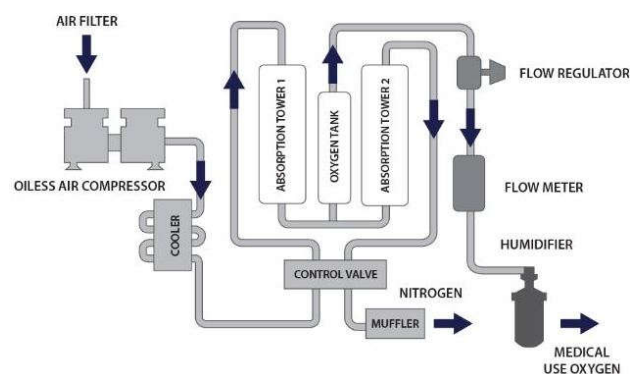 AIR FILTER
OILESS AIR COMPRESSOR
COOLER
ABSORPTION TOWER 1
OXYGEN TANK
ABSORPTION TOWER 2
CONTROL VALVE
NITROGEN
MUFFLER
FLOW REGULATOR
FLOW METER
HUMIDIFIER
MEDICAL
USE OXYGEN